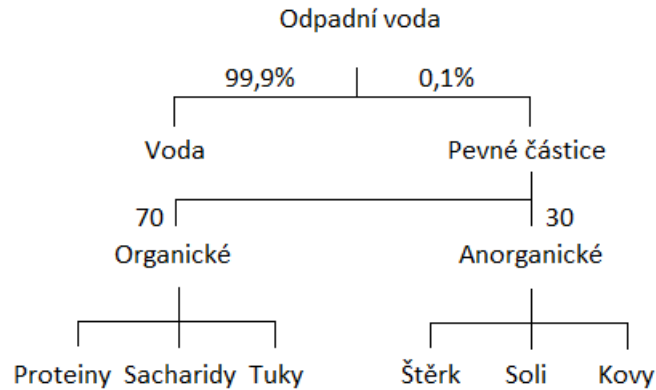 Odpadní voda
99,9% 0,1%
Voda Pevné částice
70 30
Organické Anorganické
Proteiny Sacharidy Tuky Štěrk Soli Kovy